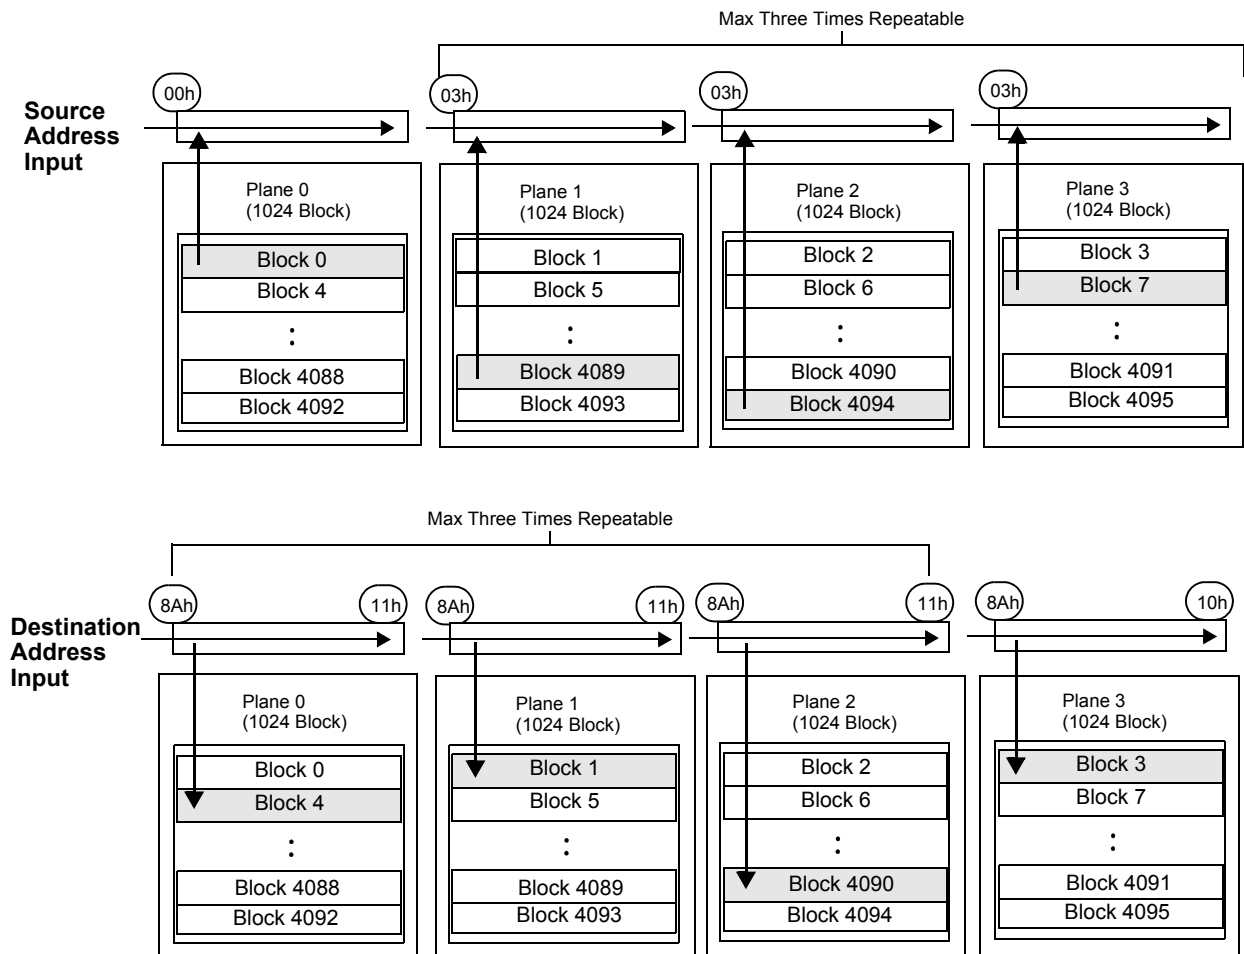 Max Three Times Repeatable
00h
03h
03h
03h
Source
Address
Input
Plane 0
(1024 Block)
Block 0
Block 4
:
Block 4088
Block 4092
Plane 1
(1024 Block)
Block 1
Block 5
:
Block 4089
Block 4093
Plane 2
(1024 Block)
Block 2
Block 6
:
Block 4090
Block 4094
Plane 3
(1024 Block)
Block 3
Block 7
:
Block 4091
Block 4095
Max Three Times Repeatable
8Ah
11h
8Ah
11h
8Ah
11h
8Ah
10h
Destination
Address
Input
Plane 0
(1024 Block)
Block 0
Block 4
:
Block 4088
Block 4092
Plane 1
(1024 Block)
Block 1
Block 5
:
Block 4089
Block 4093
Plane 2
(1024 Block)
Block 2
Block 6
:
Block 4090
Block 4094
Plane 3
(1024 Block)
Block 3
Block 7
:
Block 4091
Block 4095